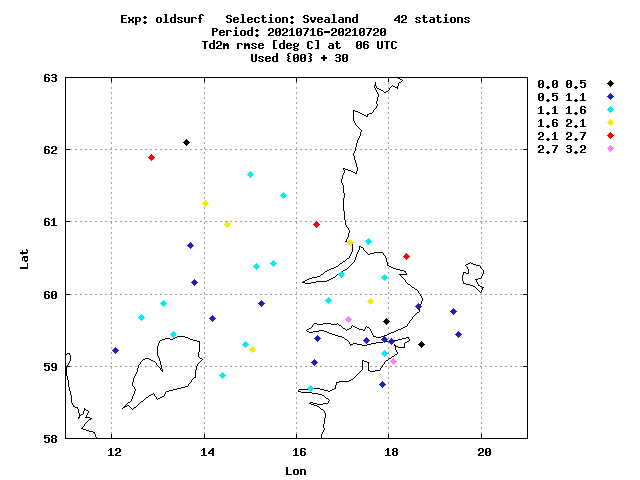 Exp: oldsurf   Selection: Svealand     42 stations
Period: 20210716-20210720
Td2m rmse [deg C] at  06 UTC
Used {00} + 30
63
62
61
60
59
58
Lat
12
14
16
18
20
Lon
0.0 0.5
0.5 1.1
1.1 1.6
1.6 2.1
2.1 2.7
2.7 3.2